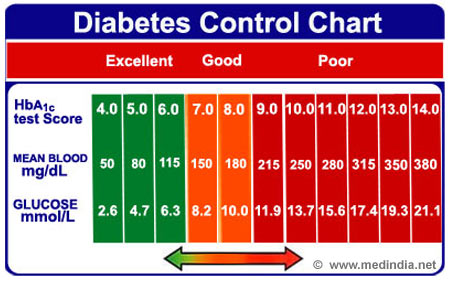 Diabetes Control Chart
Excellent Good Poor
HbA1c test Score 4.0 5.0 6.0 7.0 8.0 9.0 10.0 11.0 12.0 13.0 14.0
MEAN BLOOD mg/dL 50 80 115 150 180 215 250 280 315 350 380
GLUCOSE mmol/L 2.6 4.7 6.3 8.2 10.0 11.9 13.7 15.6 17.4 19.3 21.1
© www.medindia.net